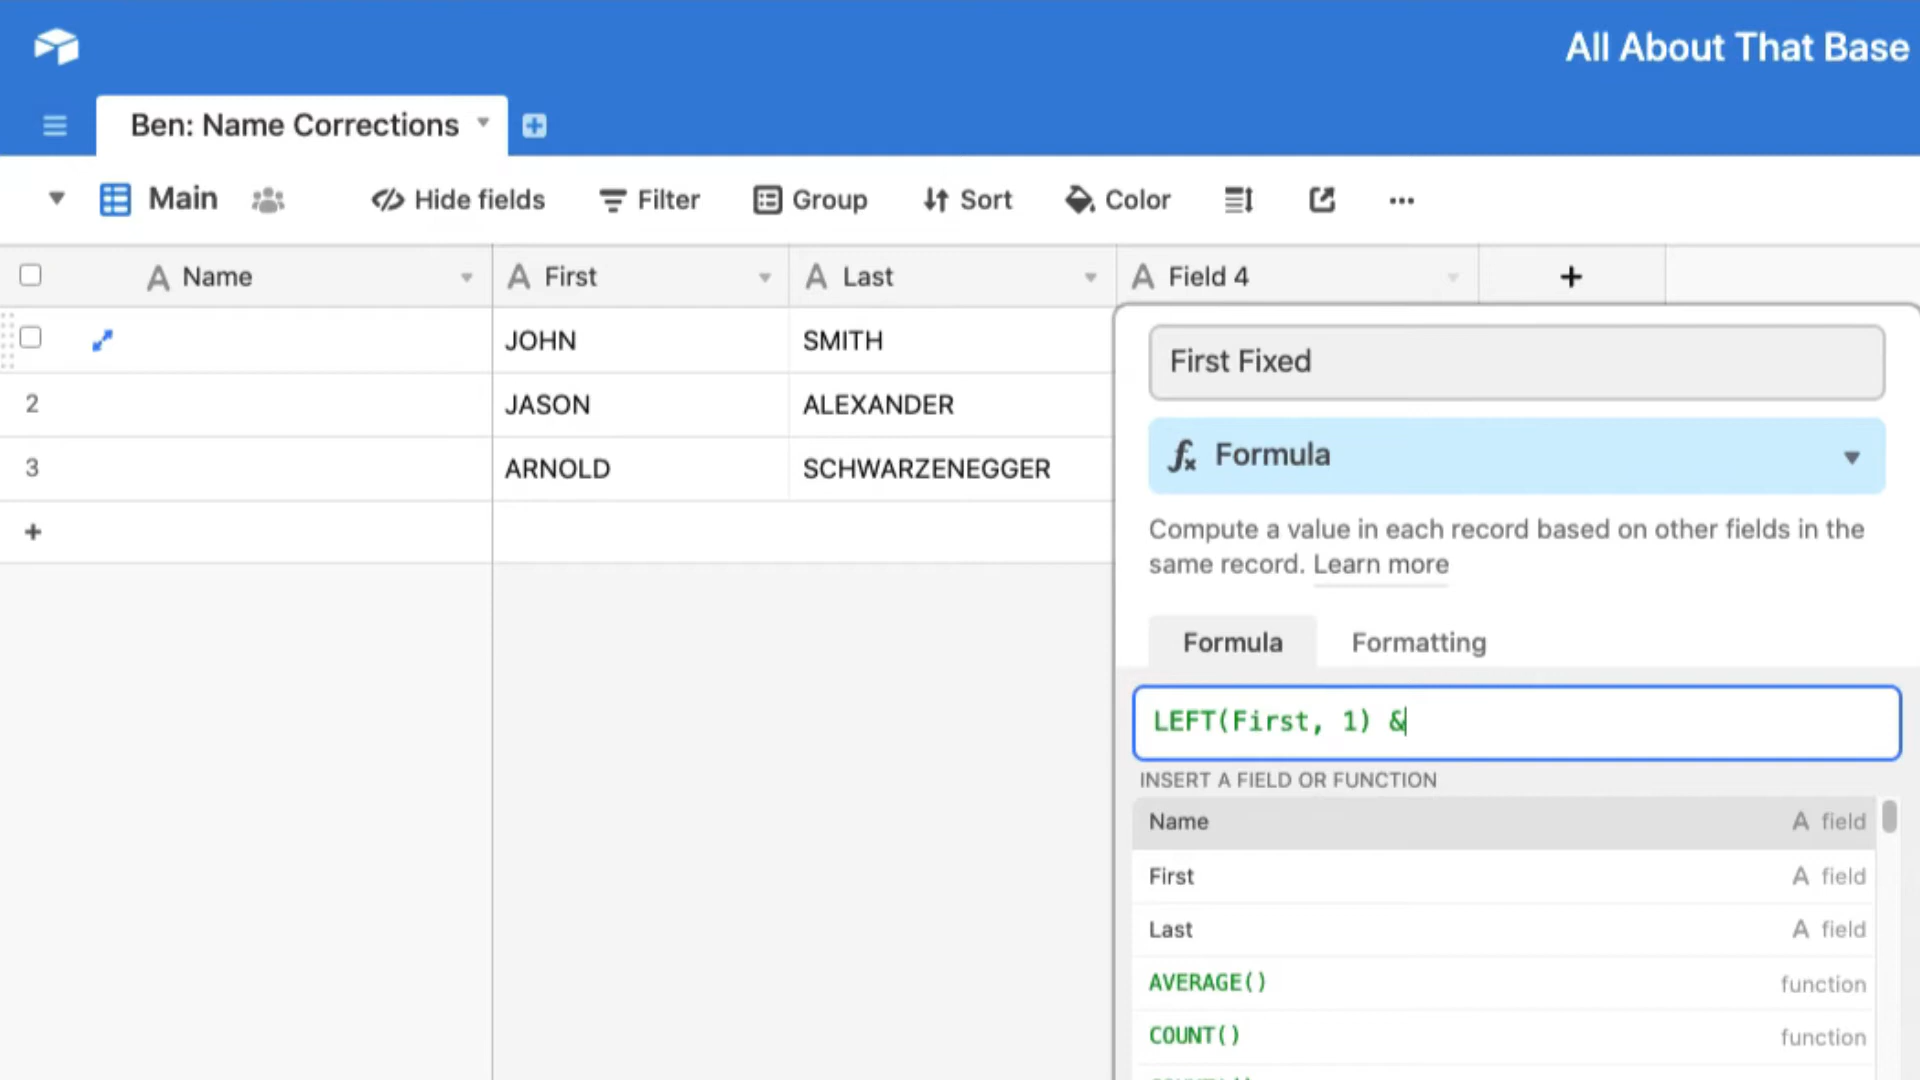 All About That Base
Ben: Name Corrections
Main Hide fields Filter Group Sort Color ...
A Name A First A Last A Field 4 +
JOHN SMITH
2 JASON ALEXANDER
3 ARNOLD SCHWARZENEGGER
+
First Fixed
fx Formula
Compute a value in each record based on other fields in the
same record. Learn more
Formula Formatting
LEFT(First, 1) &
INSERT A FIELD OR FUNCTION
Name A field
First A field
Last A field
AVERAGE() function
COUNT() function